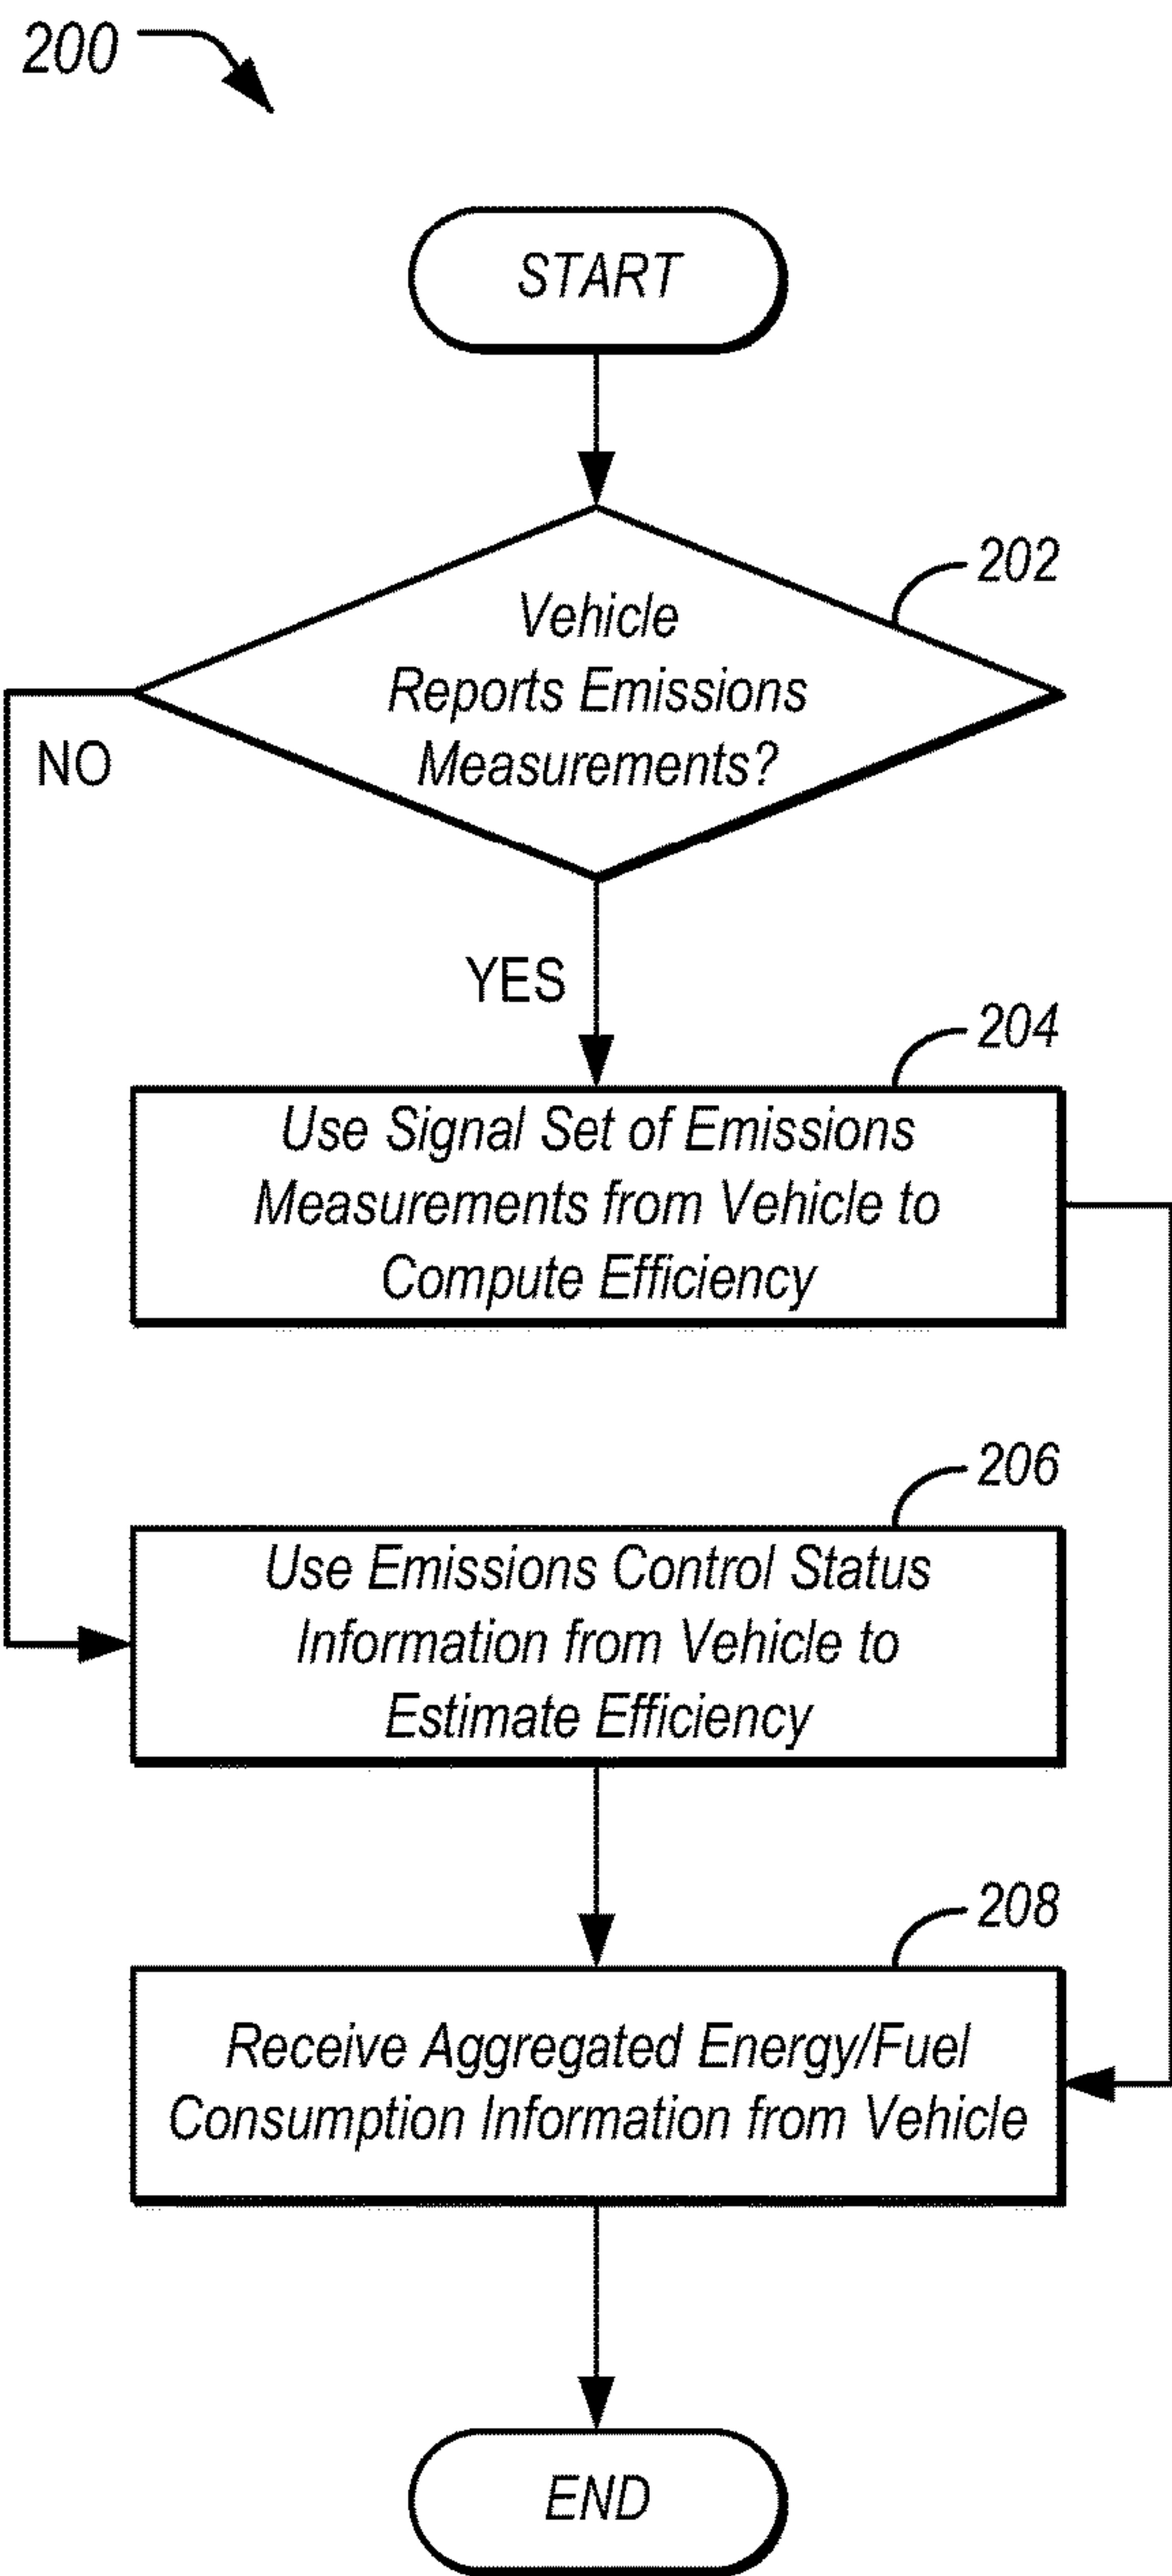 200
START
202
Vehicle
Reports Emissions
Measurements?
NO
YES
204
Use Signal Set of Emissions
Measurements from Vehicle to
Compute Efficiency
206
Use Emissions Control Status
Information from Vehicle to
Estimate Efficiency
208
Receive Aggregated Energy/Fuel
Consumption Information from Vehicle
END